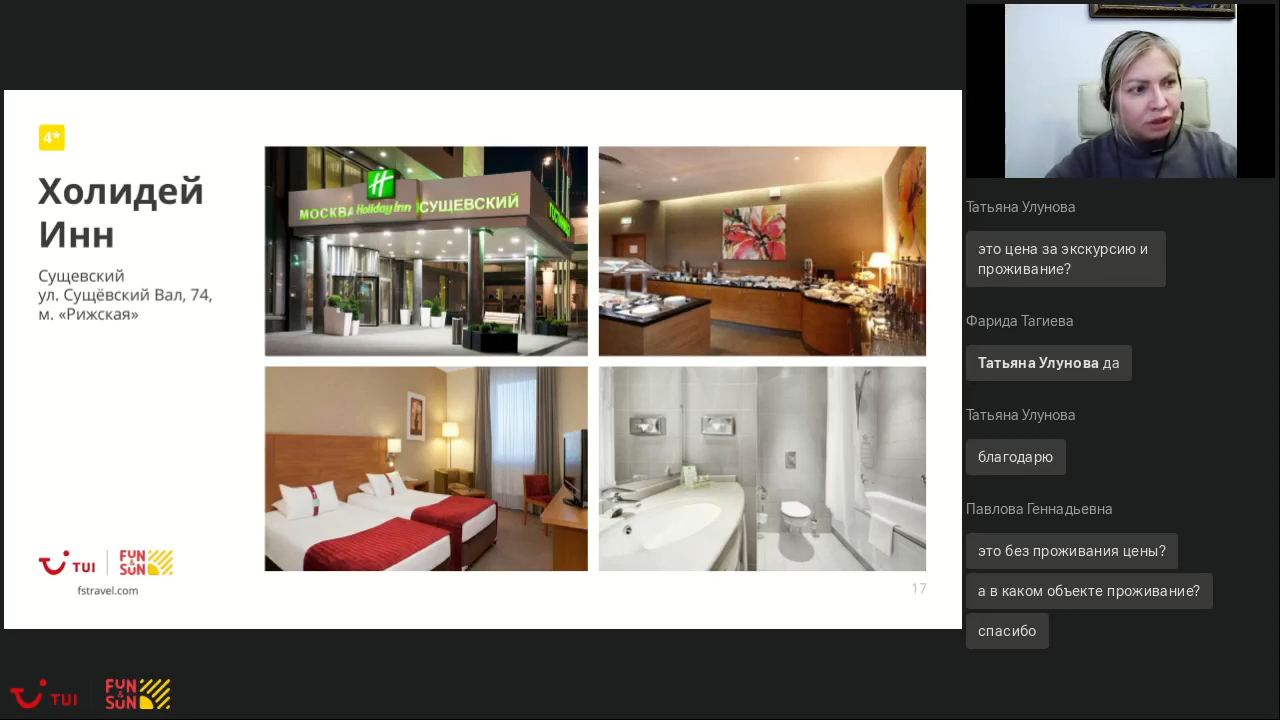 4*
Холидей
Инн
Сущевский
ул. Сущёвский Вал, 74,
м. «Рижская»
МОСКВА Holiday Inn СУЩЕВСКИЙ
TUI
FUN
&
SUN
fstravel.com
17
Татьяна Улунова
это цена за экскурсию и
проживание?
Фарида Тагиева
Татьяна Улунова да
Татьяна Улунова
благодарю
Павлова Геннадьевна
это без проживания цены?
а в каком объекте проживание?
спасибо
TUI
FUN
&
SUN